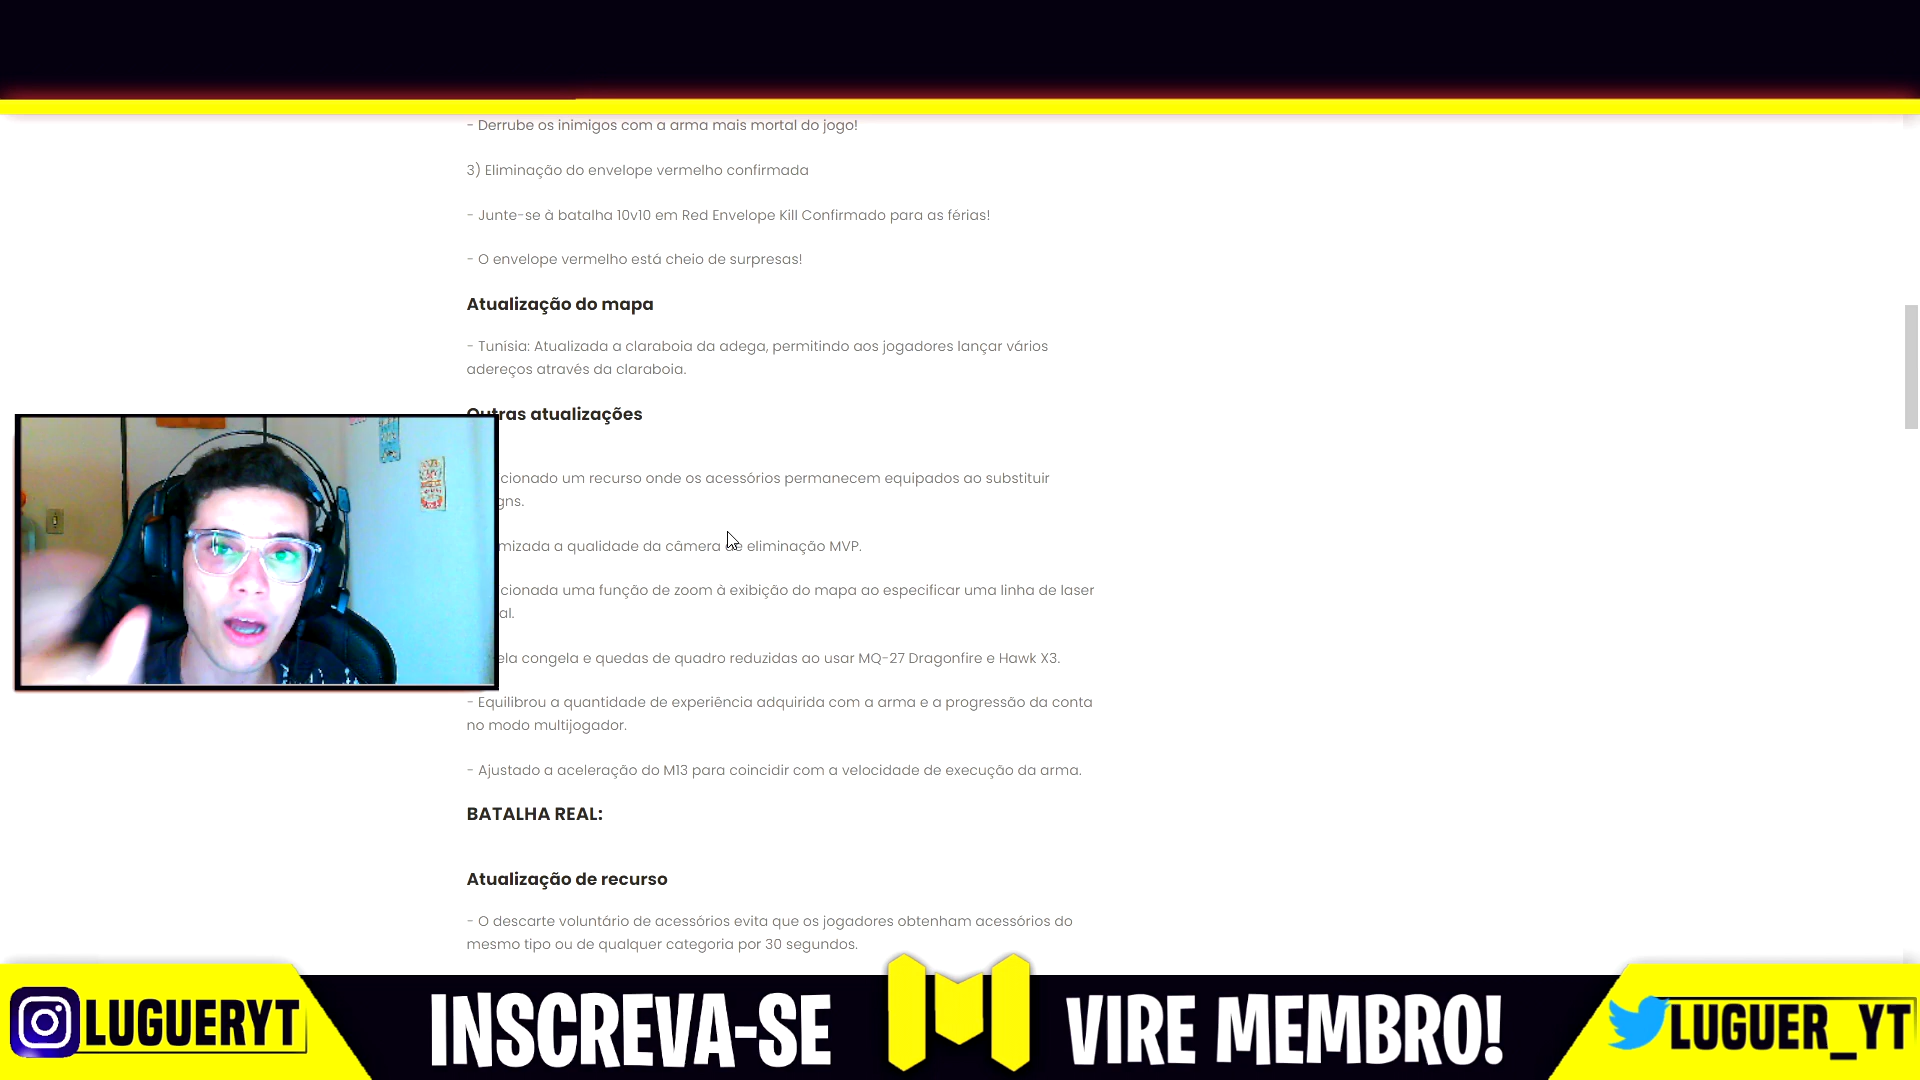 - Derrube os inimigos com a arma mais mortal do jogo!
3) Eliminação do envelope vermelho confirmada
- Junte-se à batalha 10v10 em Red Envelope Kill Confirmado para as férias!
- O envelope vermelho está cheio de surpresas!
Atualização do mapa
- Tunísia: Atualizada a claraboia da adega, permitindo aos jogadores lançar vários
adereços através da claraboia.
Outras atualizações
cionado um recurso onde os acessórios permanecem equipados ao substituir
gns.
mizada a qualidade da câmera de eliminação MVP.
cionada uma função de zoom à exibição do mapa ao especificar uma linha de laser
al.
ela congela e quedas de quadro reduzidas ao usar MQ-27 Dragonfire e Hawk X3.
- Equilibrou a quantidade de experiência adquirida com a arma e a progressão da conta
no modo multijogador.
- Ajustado a aceleração do M13 para coincidir com a velocidade de execução da arma.
BATALHA REAL:
Atualização de recurso
- O descarte voluntário de acessórios evita que os jogadores obtenham acessórios do
mesmo tipo ou de qualquer categoria por 30 segundos.
LUGUERYT INSCREVA-SE VIRE MEMBRO! LUGUER_YT